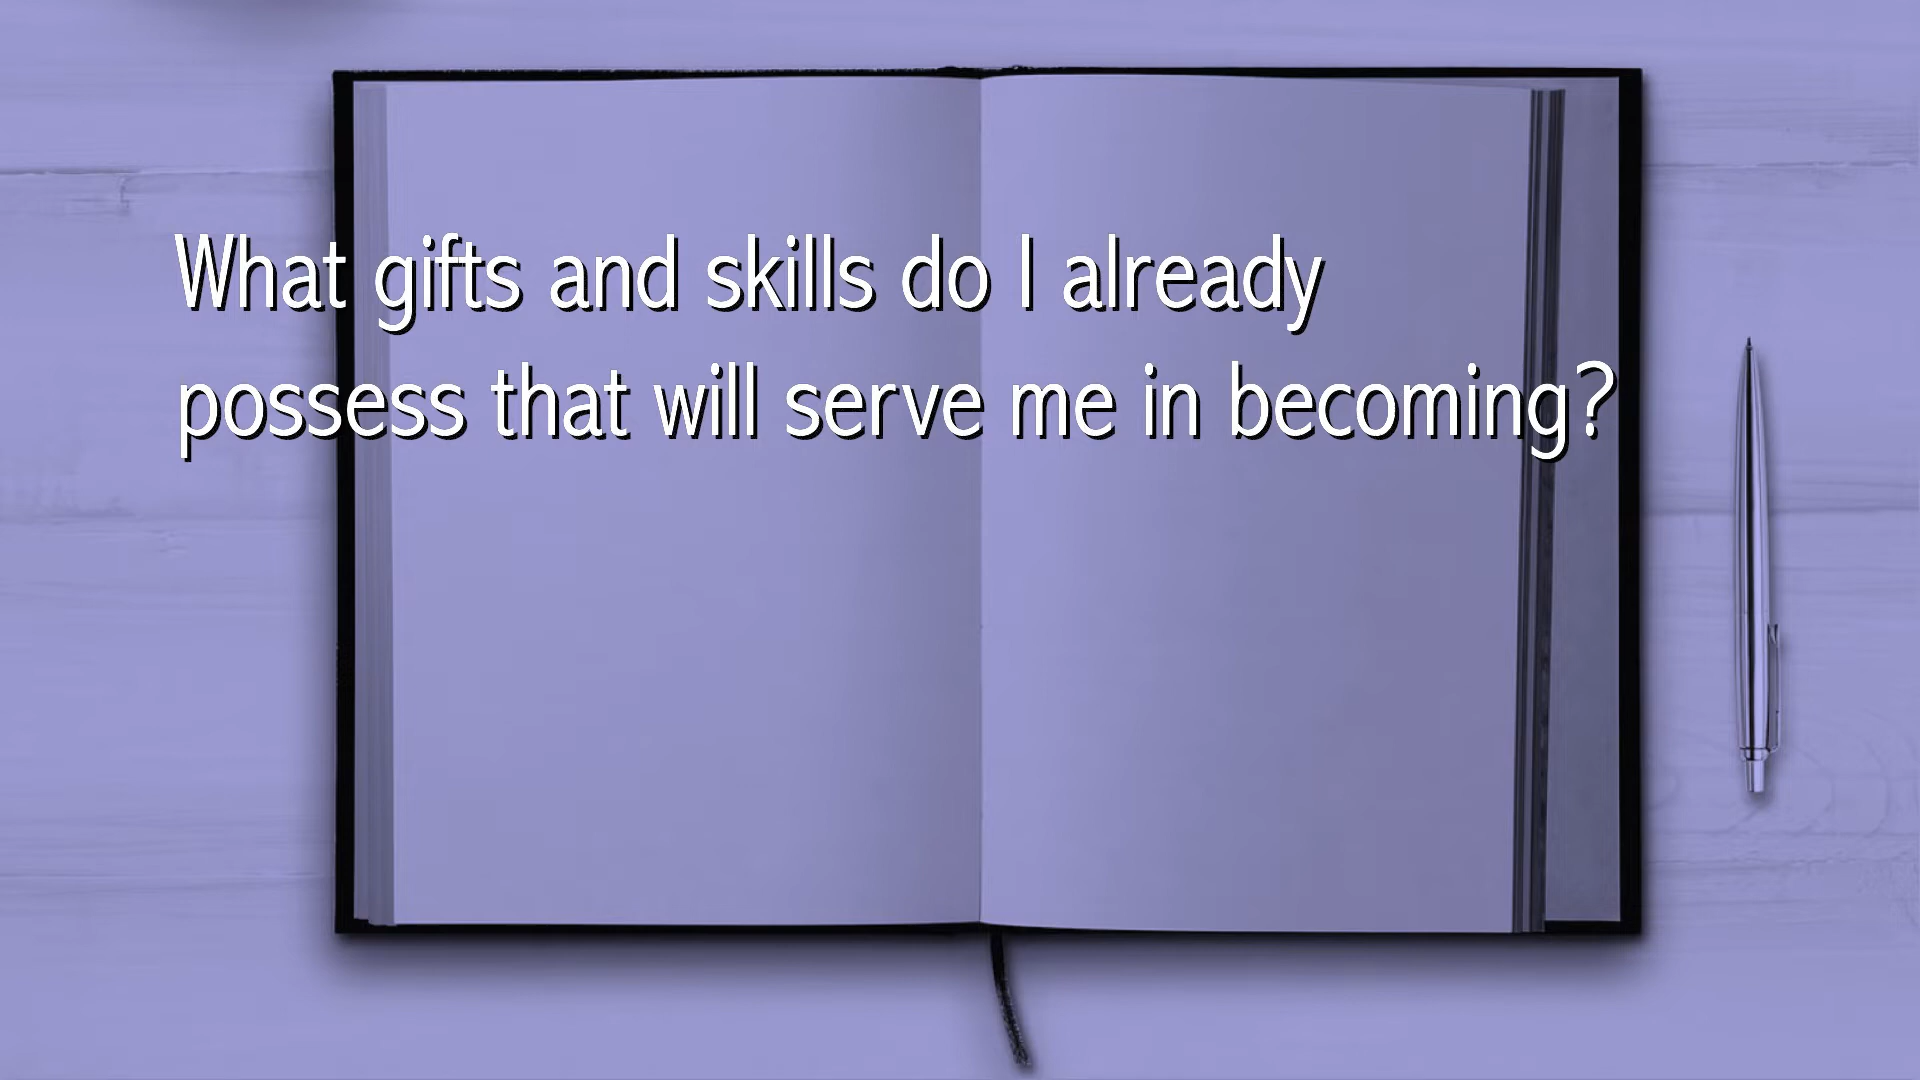 What gifts and skills do I already
possess that will serve me in becoming?